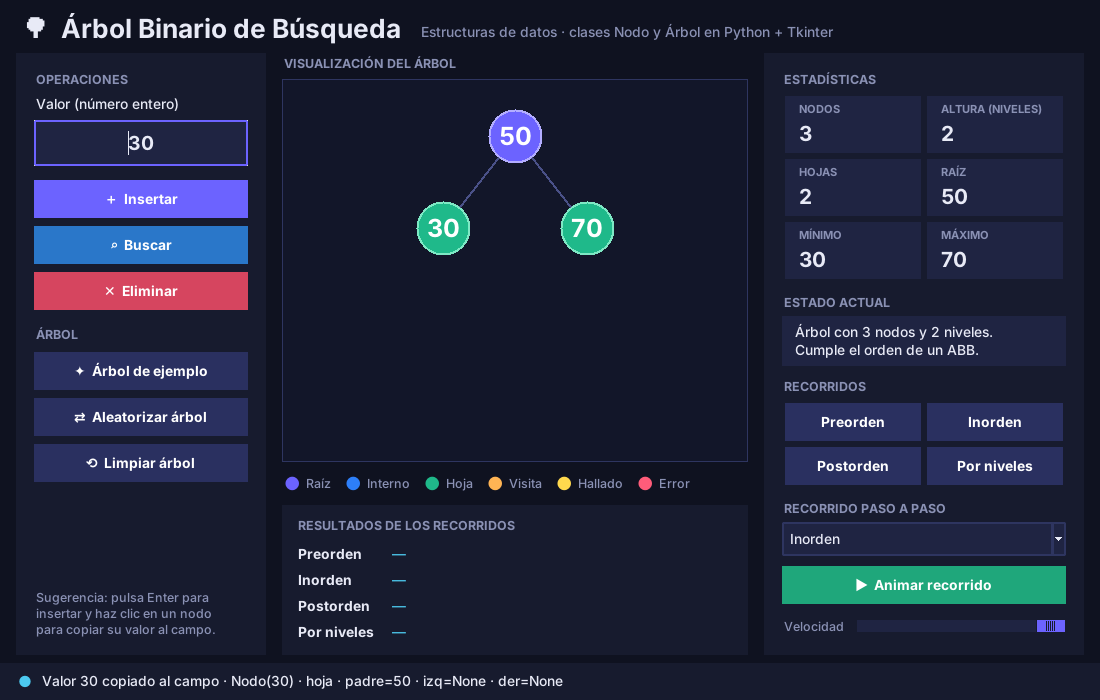 Árbol Binario de Búsqueda
Estructuras de datos · clases Nodo y Árbol en Python + Tkinter
OPERACIONES
Valor (número entero)
30
+ Insertar
⌕ Buscar
✕ Eliminar
ÁRBOL
✦ Árbol de ejemplo
⇄ Aleatorizar árbol
⟲ Limpiar árbol
Sugerencia: pulsa Enter para
insertar y haz clic en un nodo
para copiar su valor al campo.
VISUALIZACIÓN DEL ÁRBOL
50
30
70
Raíz
Interno
Hoja
Visita
Hallado
Error
RESULTADOS DE LOS RECORRIDOS
Preorden —
Inorden —
Postorden —
Por niveles —
ESTADÍSTICAS
NODOS
3
ALTURA (NIVELES)
2
HOJAS
2
RAÍZ
50
MÍNIMO
30
MÁXIMO
70
ESTADO ACTUAL
Árbol con 3 nodos y 2 niveles.
Cumple el orden de un ABB.
RECORRIDOS
Preorden
Inorden
Postorden
Por niveles
RECORRIDO PASO A PASO
Inorden
▶ Animar recorrido
Velocidad
Valor 30 copiado al campo · Nodo(30) · hoja · padre=50 · izq=None · der=None